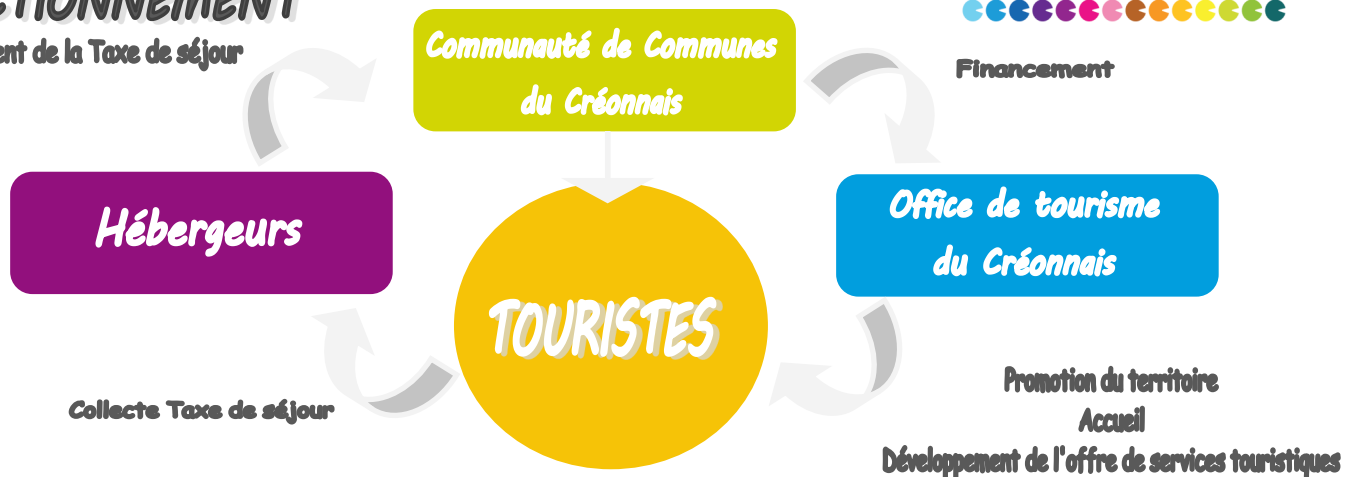 ent de la Taxe de séjour
Communauté de Communes
du Créonnais
Financement
Hébergeurs
Office de tourisme
du Créonnais
TOURISTES
Collecte Taxe de séjour
Promotion du territoire
Accueil
Développement de l'offre de services touristiques